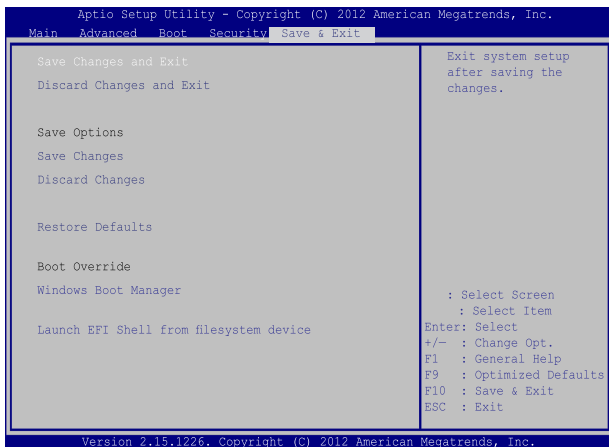 Aptio Setup Utility - Copyright (C) 2012 American Megatrends, Inc.
Main Advanced Boot Security Save & Exit
Save Changes and Exit
Discard Changes and Exit
Save Options
Save Changes
Discard Changes
Restore Defaults
Boot Override
Windows Boot Manager
Launch EFI Shell from filesystem device
Exit system setup
after saving the
changes.
: Select Screen
: Select Item
Enter: Select
+/— : Change Opt.
F1 : General Help
F9 : Optimized Defaults
F10 : Save & Exit
ESC : Exit
Version 2.15.1226. Copyright (C) 2012 American Megatrends, Inc.